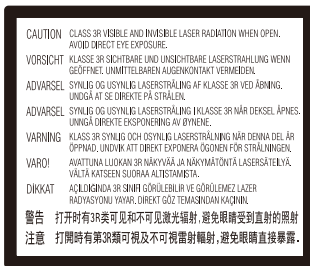 CAUTION CLASS 3R VISIBLE AND INVISIBLE LASER RADIATION WHEN OPEN.
AVOID DIRECT EYE EXPOSURE.
VORSICHT KLASSE 3R SICHTBARE UND UNSICHTBARE LASERSTRAHLUNG WENN
GEÖFFNET. UNMITTELBAREN AUGENKONTAKT VERMEIDEN.
ADVARSEL SYNLIG OG USYNLIG LASERSTRÅLING AF KLASSE 3R VED ÅBNING.
UNDGÅ AT SE DIREKTE PÅ STRÅLEN.
ADVARSEL SYNLIG OG USYNLIG LASERSTRÅLING I KLASSE 3R NÅR DEKSEL ÅPNES.
UNNGÅ DIREKTE EKSPONERING AV ØYNENE.
VARNING KLASS 3R SYNLIG OCH OSYNLIG LASERSTRÅLNING NÄR DENNA DEL ÄR
ÖPPNAD. UNDVIK ATT DIREKT EXPONERA ÖGONEN FÖR STRÅLNINGEN.
VARO! AVATTUNA LUOKAN 3R NÄKYVÄÄ JA NÄKYMÄTÖNTÄ LASERSÄTEILYÄ.
VÄLTÄ KATSEEN SUORAA ALTISTAMISTA.
DİKKAT AÇILDIĞINDA 3R SINIFI GÖRÜLEBİLİR VE GÖRÜLEMEZ LAZER
RADYASYONU YAYAR. DİREKT GÖZ TEMASINDAN KAÇININ.
警告 打开时有3R类可见和不可见激光辐射,避免眼睛受到直射的照射
注意 打開時有第3R類可視及不可視雷射輻射,避免眼睛直接暴露.